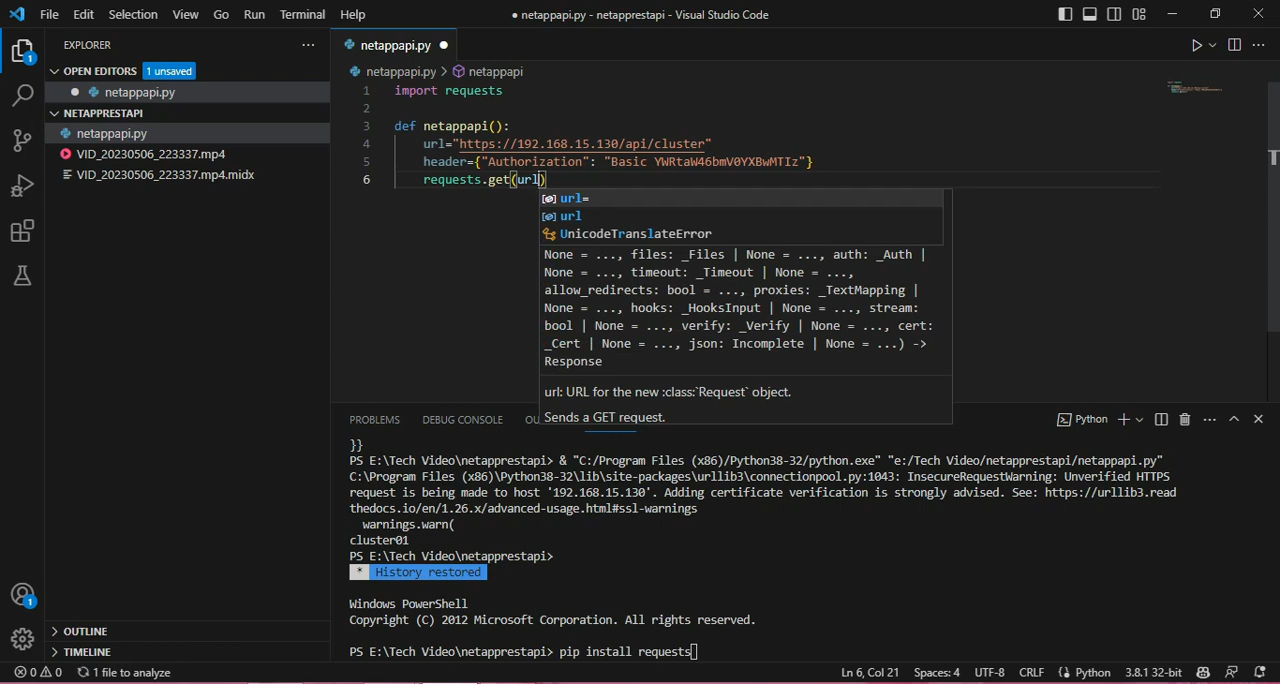 File Edit Selection View Go Run Terminal Help
● netappapi.py - netapprestapi - Visual Studio Code
EXPLORER
OPEN EDITORS 1 unsaved
● netappapi.py
NETAPPRESTAPI
netappapi.py
VID_20230506_223337.mp4
VID_20230506_223337.mp4.midx
OUTLINE
TIMELINE
1
1
netappapi.py ●
netappapi.py > netappapi
1 import requests
2
3 def netappapi():
4 url="https://192.168.15.130/api/cluster"
5 header={"Authorization": "Basic YWRtaW46bmV0YXBwMTIz"}
6 requests.get(url)
url=
url
UnicodeTranslateError
None = ..., files: _Files | None = ..., auth: _Auth |
None = ..., timeout: _Timeout | None = ...,
allow_redirects: bool = ..., proxies: _TextMapping |
None = ..., hooks: _HooksInput | None = ..., stream:
bool | None = ..., verify: _Verify | None = ..., cert:
_Cert | None = ..., json: Incomplete | None = ...) ->
Response
url: URL for the new :class:`Request` object.
Sends a GET request.
PROBLEMS DEBUG CONSOLE OU
Python
}}
PS E:\Tech Video\netapprestapi> & "C:/Program Files (x86)/Python38-32/python.exe" "e:/Tech Video/netapprestapi/netappapi.py"
C:\Program Files (x86)\Python38-32\lib\site-packages\urllib3\connectionpool.py:1043: InsecureRequestWarning: Unverified HTTPS
request is being made to host '192.168.15.130'. Adding certificate verification is strongly advised. See: https://urllib3.read
thedocs.io/en/1.26.x/advanced-usage.html#ssl-warnings
warnings.warn(
cluster01
PS E:\Tech Video\netapprestapi>
* History restored
Windows PowerShell
Copyright (C) 2012 Microsoft Corporation. All rights reserved.
PS E:\Tech Video\netapprestapi> pip install requests
0 0 1 file to analyze
Ln 6, Col 21 Spaces: 4 UTF-8 CRLF Python 3.8.1 32-bit